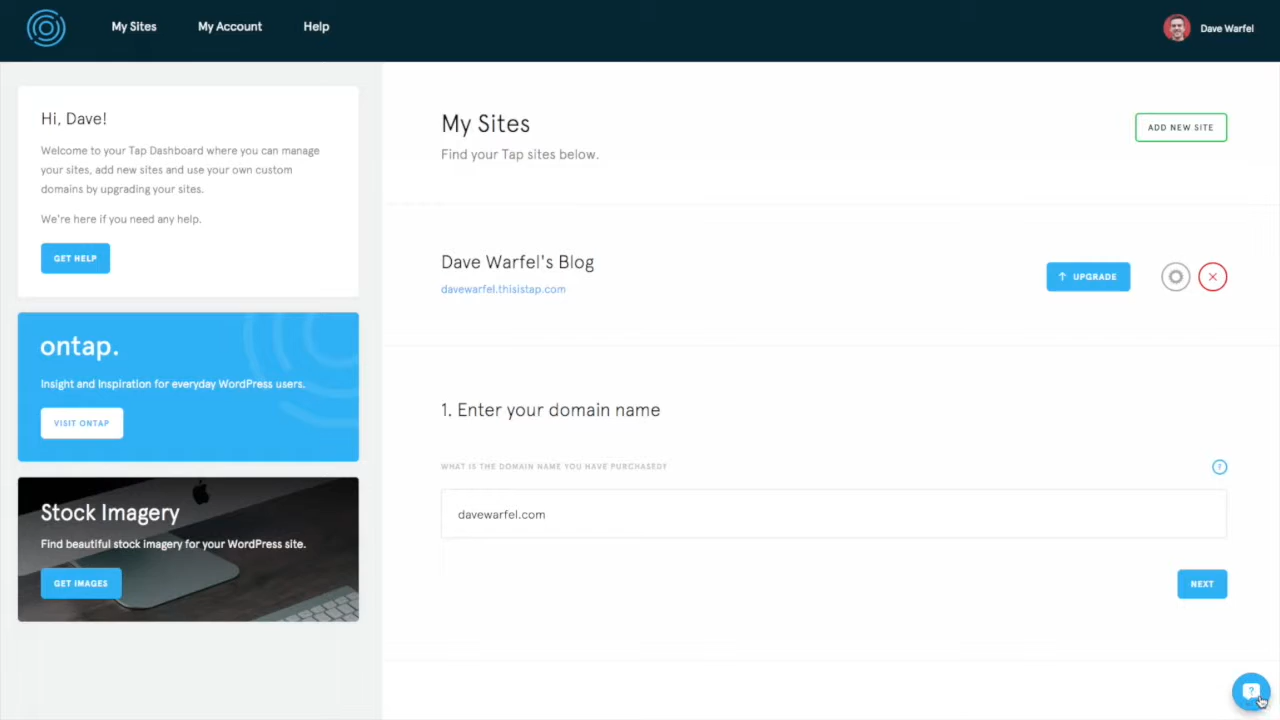 My Sites
My Account
Help
Dave Warfel
Hi, Dave!
Welcome to your Tap Dashboard where you can manage
your sites, add new sites and use your own custom
domains by upgrading your sites.
We're here if you need any help.
GET HELP
ontap.
Insight and Inspiration for everyday WordPress users.
VISIT ONTAP
Stock Imagery
Find beautiful stock imagery for your WordPress site.
GET IMAGES
My Sites
Find your Tap sites below.
ADD NEW SITE
Dave Warfel's Blog
davewarfel.thisistap.com
UPGRADE
1. Enter your domain name
WHAT IS THE DOMAIN NAME YOU HAVE PURCHASED?
?
davewarfel.com
NEXT
?